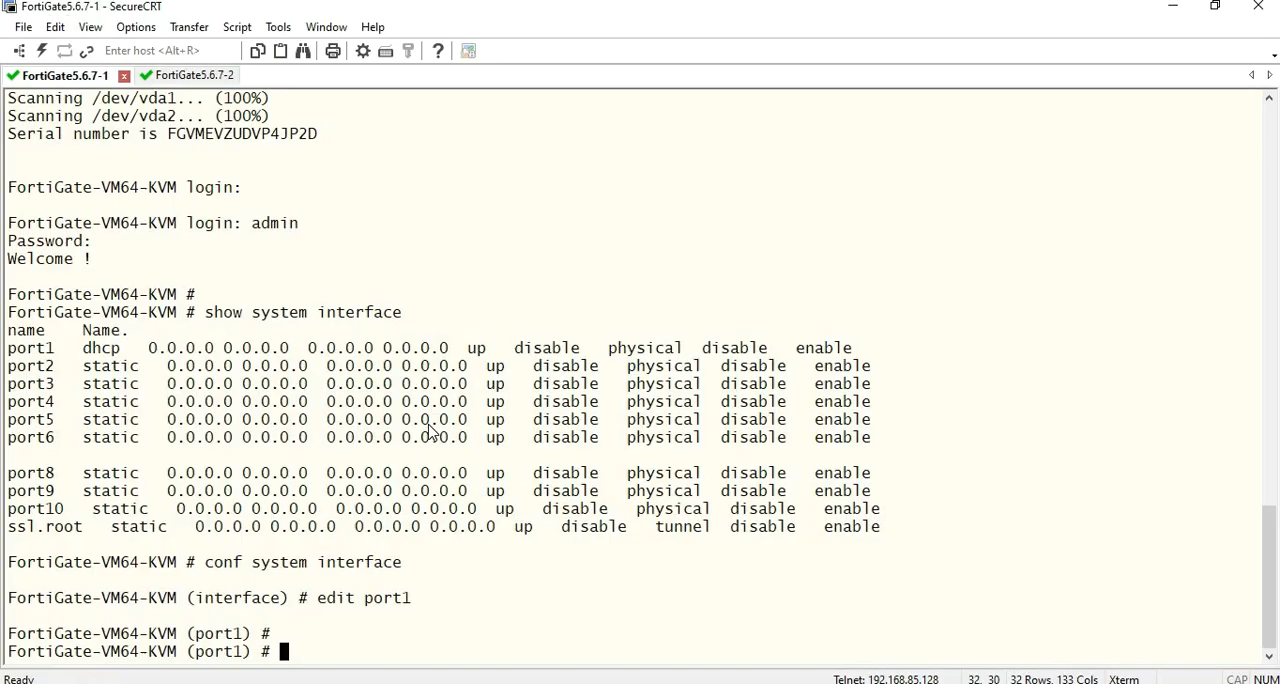 FortiGate5.6.7-1 - SecureCRT
File Edit View Options Transfer Script Tools Window Help
Enter host <Alt+R>
FortiGate5.6.7-1 FortiGate5.6.7-2
Scanning /dev/vda1... (100%)
Scanning /dev/vda2... (100%)
Serial number is FGVMEVZUDVP4JP2D
FortiGate-VM64-KVM login:
FortiGate-VM64-KVM login: admin
Password:
Welcome !
FortiGate-VM64-KVM #
FortiGate-VM64-KVM # show system interface
name Name.
port1 dhcp 0.0.0.0 0.0.0.0 0.0.0.0 0.0.0.0 up disable physical disable enable
port2 static 0.0.0.0 0.0.0.0 0.0.0.0 0.0.0.0 up disable physical disable enable
port3 static 0.0.0.0 0.0.0.0 0.0.0.0 0.0.0.0 up disable physical disable enable
port4 static 0.0.0.0 0.0.0.0 0.0.0.0 0.0.0.0 up disable physical disable enable
port5 static 0.0.0.0 0.0.0.0 0.0.0.0 0.0.0.0 up disable physical disable enable
port6 static 0.0.0.0 0.0.0.0 0.0.0.0 0.0.0.0 up disable physical disable enable
port8 static 0.0.0.0 0.0.0.0 0.0.0.0 0.0.0.0 up disable physical disable enable
port9 static 0.0.0.0 0.0.0.0 0.0.0.0 0.0.0.0 up disable physical disable enable
port10 static 0.0.0.0 0.0.0.0 0.0.0.0 0.0.0.0 up disable physical disable enable
ssl.root static 0.0.0.0 0.0.0.0 0.0.0.0 0.0.0.0 up disable tunnel disable enable
FortiGate-VM64-KVM # conf system interface
FortiGate-VM64-KVM (interface) # edit port1
FortiGate-VM64-KVM (port1) #
FortiGate-VM64-KVM (port1) #
Ready Telnet: 192.168.85.128 32, 30 32 Rows, 133 Cols Xterm CAP NUM